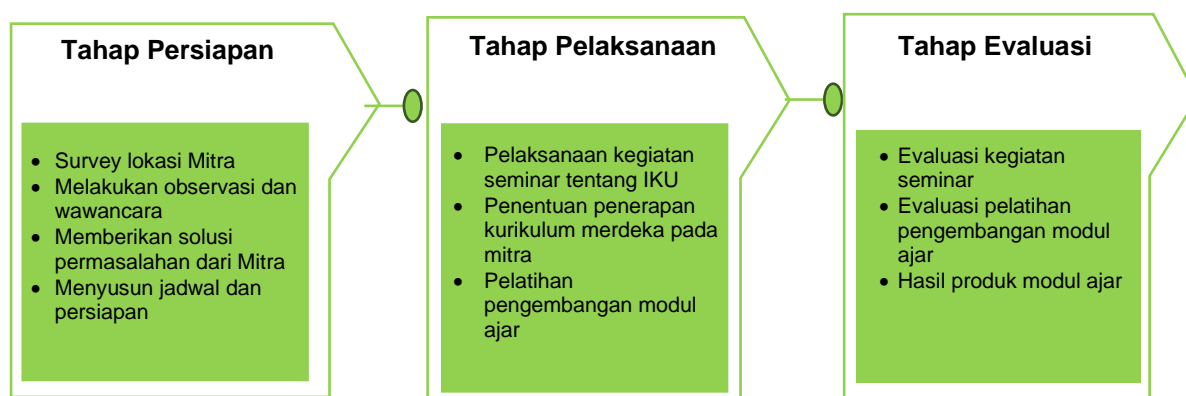 Tahap Persiapan
• Survey lokasi Mitra
• Melakukan observasi dan
wawancara
• Memberikan solusi
permasalahan dari Mitra
• Menyusun jadwal dan
persiapan
Tahap Pelaksanaan
• Pelaksanaan kegiatan
seminar tentang IKU
• Penentuan penerapan
kurikulum merdeka pada
mitra
• Pelatihan
pengembangan modul
ajar
Tahap Evaluasi
• Evaluasi kegiatan
seminar
• Evaluasi pelatihan
pengembangan modul
ajar
• Hasil produk modul ajar